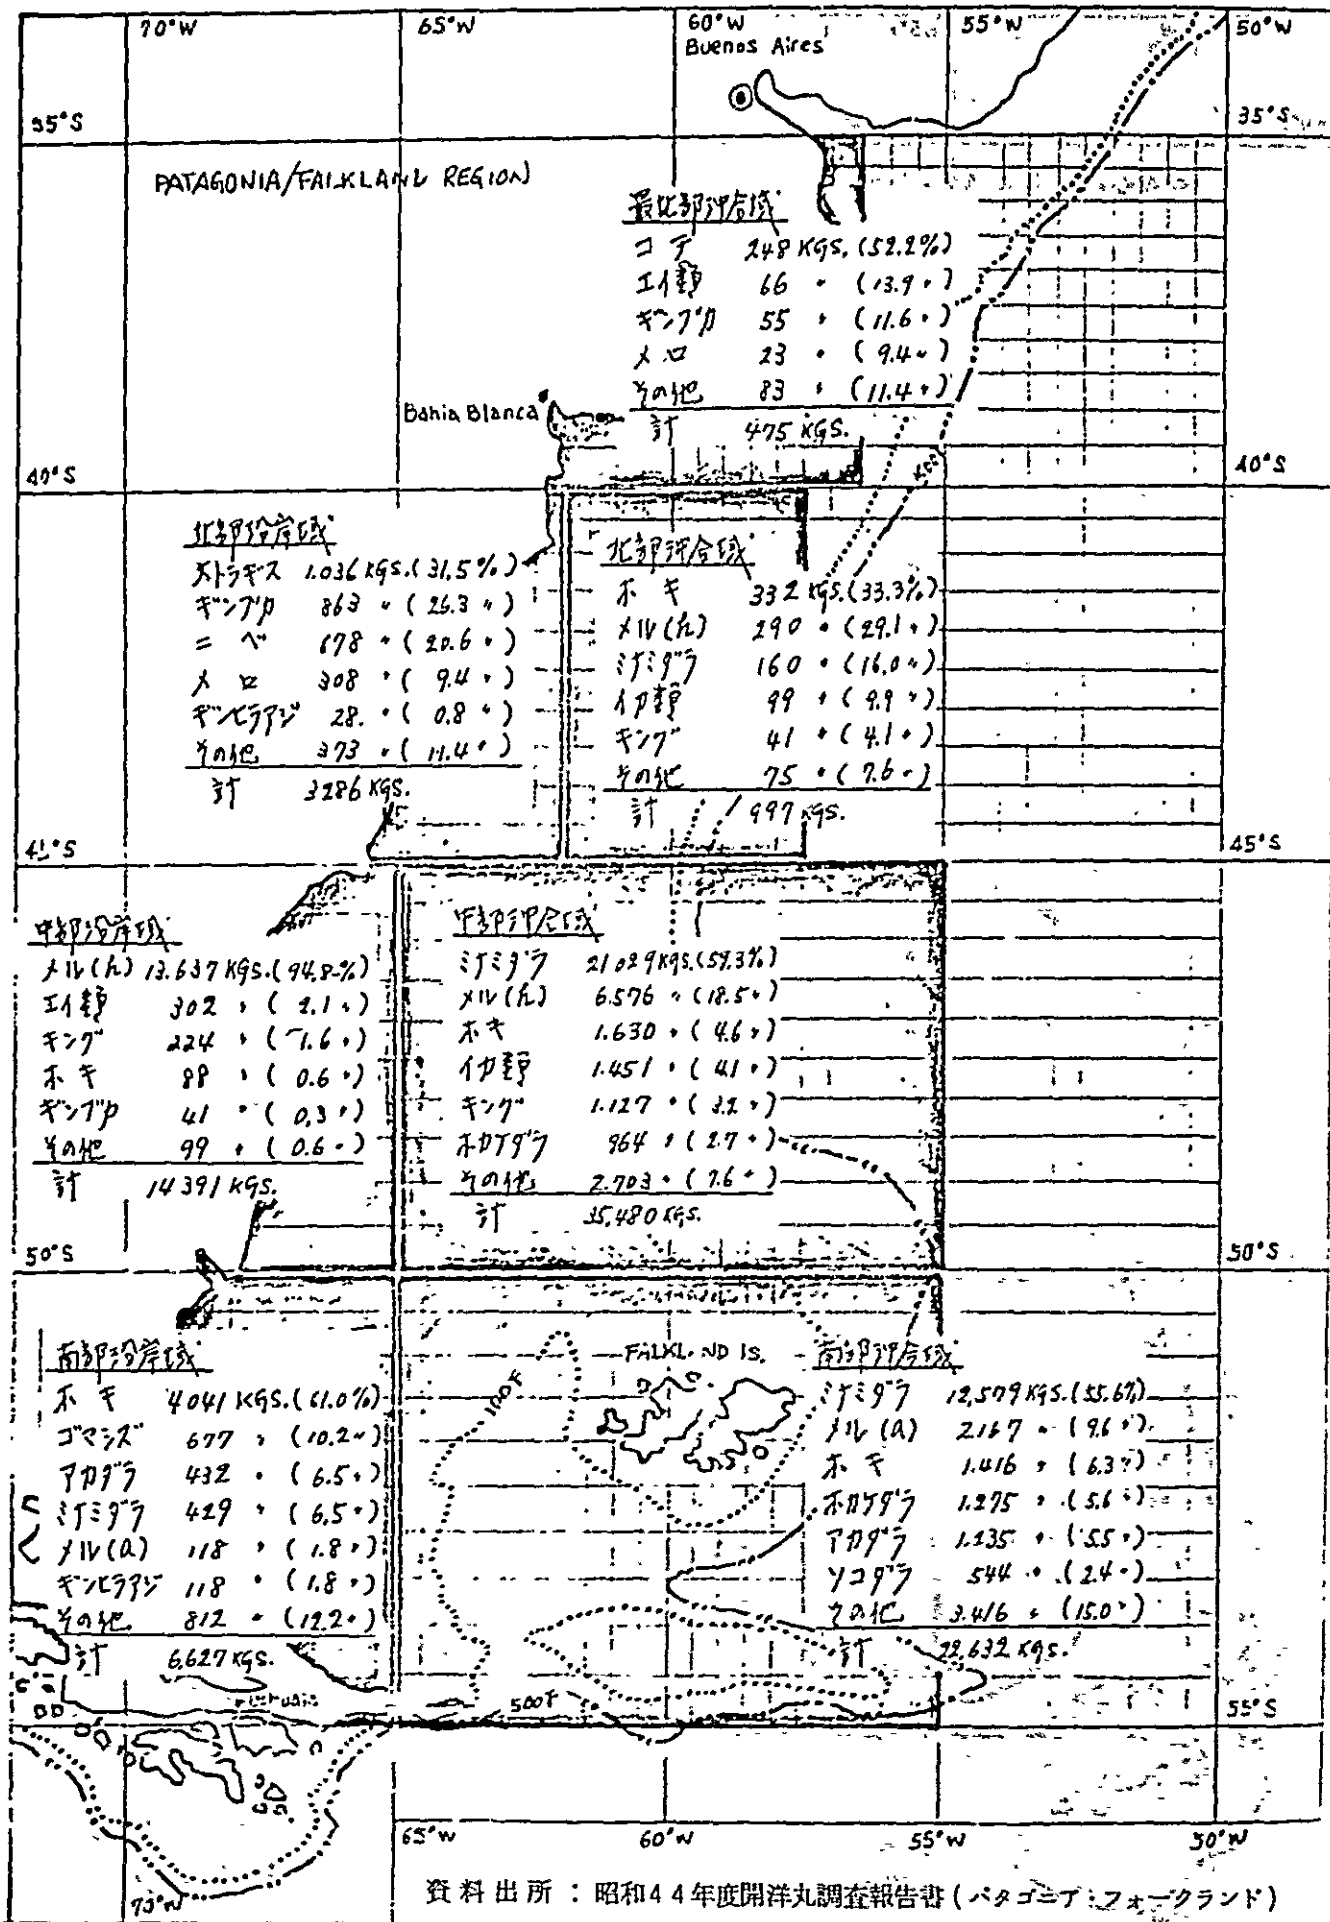 70°W 65°W 60°W 55°W 50°W
Buenos Aires
35°S 35°S
PATAGONIA/FALKLAND REGION
最北部沖合域
コチ 248 KGS. (52.2%)
エイ類 66 〃 (13.9〃)
ギンブカ 55 〃 (11.6〃)
メロ 23 〃 (9.4〃)
その他 83 〃 (11.4〃)
計 475 KGS.
Bahia Blanca
40°S 40°S
北部沿岸域
大トラギス 1.036 KGS. (31.5%)
ギンブカ 863 〃 (26.3〃)
ニベ 678 〃 (20.6〃)
メロ 308 〃 (9.4〃)
ギンヒラアジ 28. 〃 (0.8〃)
その他 373 〃 (11.4〃)
計 3286 KGS.
北部沖合域
ホキ 332 KGS. (33.3%)
メル(h) 290 〃 (29.1〃)
ミナミダラ 160 〃 (16.0〃)
イカ類 99 〃 (9.9〃)
キング 41 〃 (4.1〃)
その他 75 〃 (7.6〃)
計 997 KGS.
45°S
中部沿岸域
メル(h) 13.637 KGS. (94.8%)
エイ類 302 〃 (2.1〃)
キング 224 〃 (1.6〃)
ホキ 88 〃 (0.6〃)
ギンブカ 41 〃 (0.3〃)
その他 99 〃 (0.6〃)
計 14391 KGS.
中部沖合域
ミナミダラ 21029 KGS. (59.3%)
メル(h) 6.576 〃 (18.5〃)
ホキ 1.630 〃 (4.6〃)
イカ類 1.451 〃 (4.1〃)
キング 1.127 〃 (3.2〃)
ホカケダラ 964 〃 (2.7〃)
その他 2.703 〃 (7.6〃)
計 35,480 KGS.
50°S 50°S
南部沿岸域
ホキ 4041 KGS. (61.0%)
ゴマシズ 677 〃 (10.2〃)
アカダラ 432 〃 (6.5〃)
ミナミダラ 429 〃 (6.5〃)
メル(a) 118 〃 (1.8〃)
ギンヒラアジ 118 〃 (1.8〃)
その他 812 〃 (12.2〃)
計 6,627 KGS.
100F
FALKLAND IS.
南部沖合域
ミナミダラ 12,579 KGS. (55.6%)
メル(a) 2167 〃 (9.6〃)
ホキ 1.416 〃 (6.3〃)
ホカケダラ 1.275 〃 (5.6〃)
アカダラ 1.235 〃 (5.5〃)
ソコダラ 544 〃 (2.4〃)
その他 3.416 〃 (15.0〃)
計 22,632 KGS.
500F
55°S
65°W 60°W 55°W 50°W
資料出所：昭和44年度開洋丸調査報告書(パタゴニア・フォークランド)